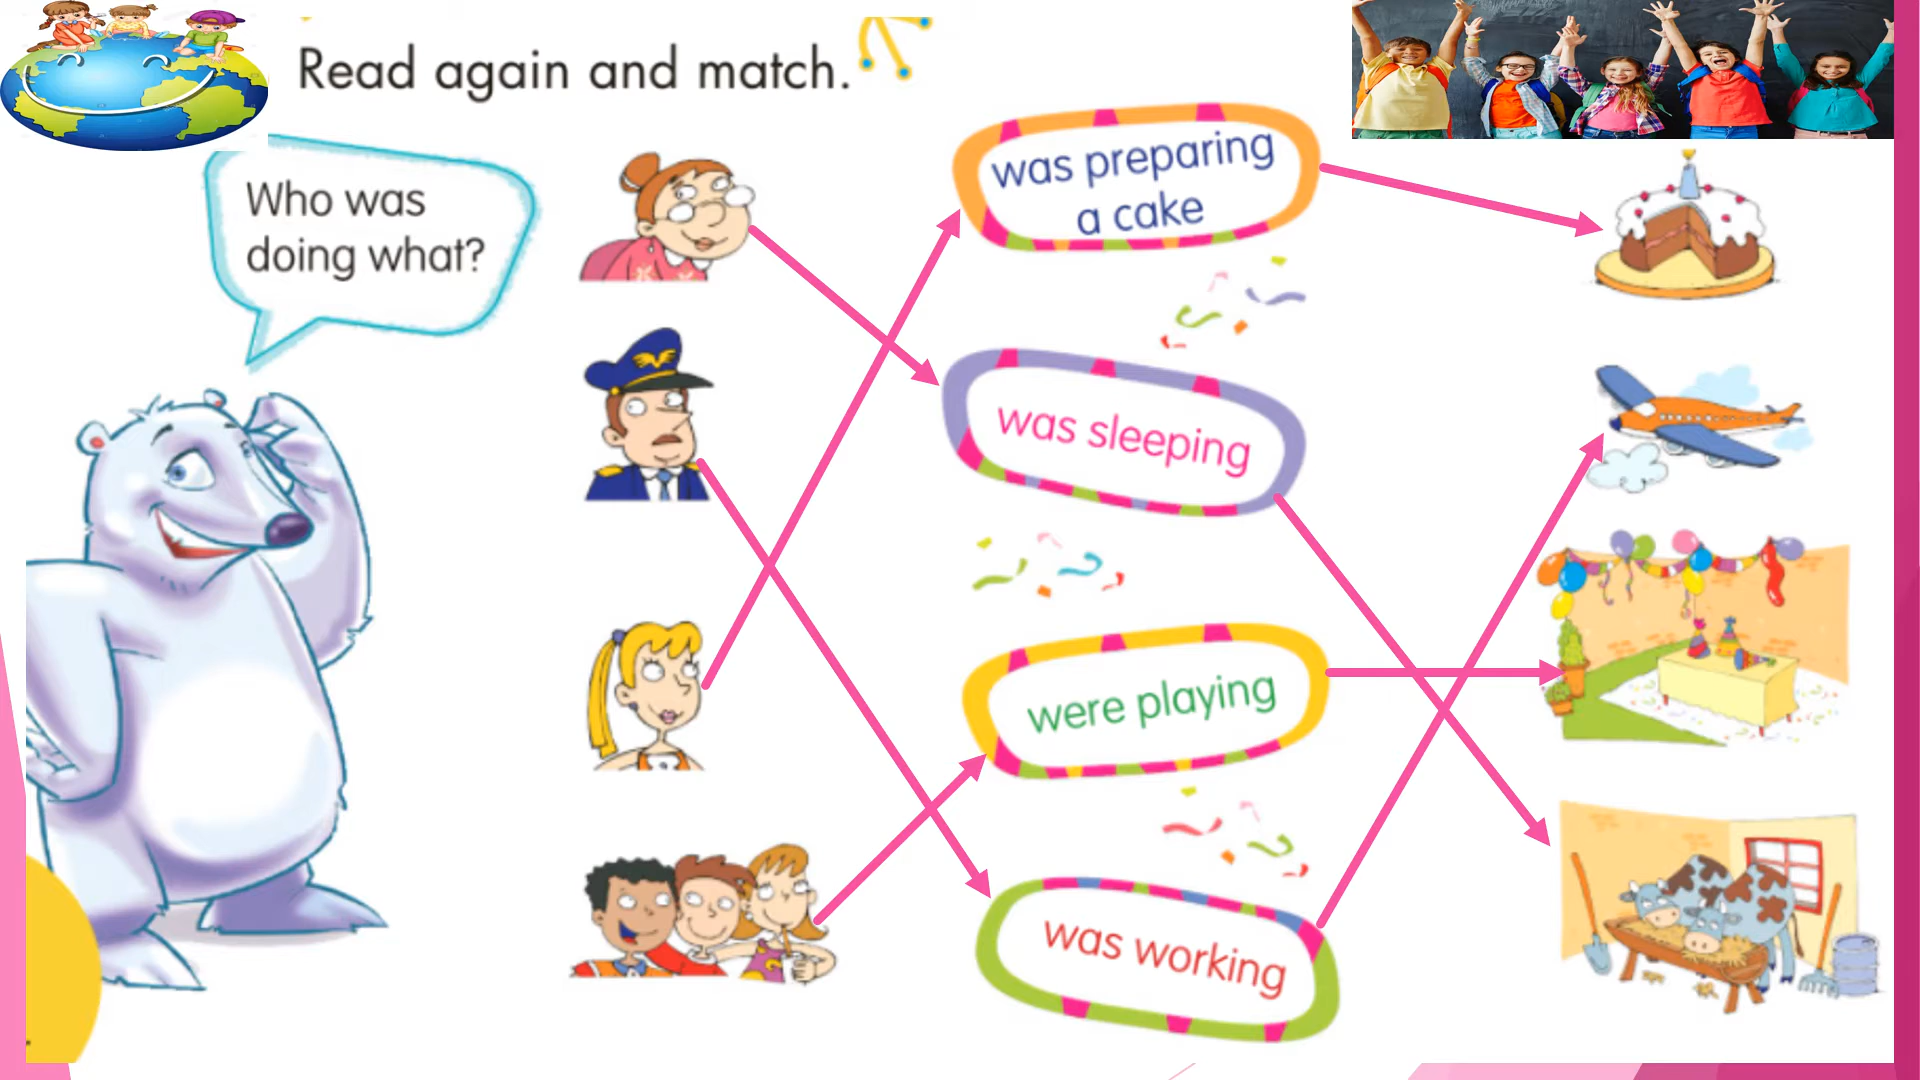 Read again and match.
Who was
doing what?
was preparing
a cake
was sleeping
were playing
was working